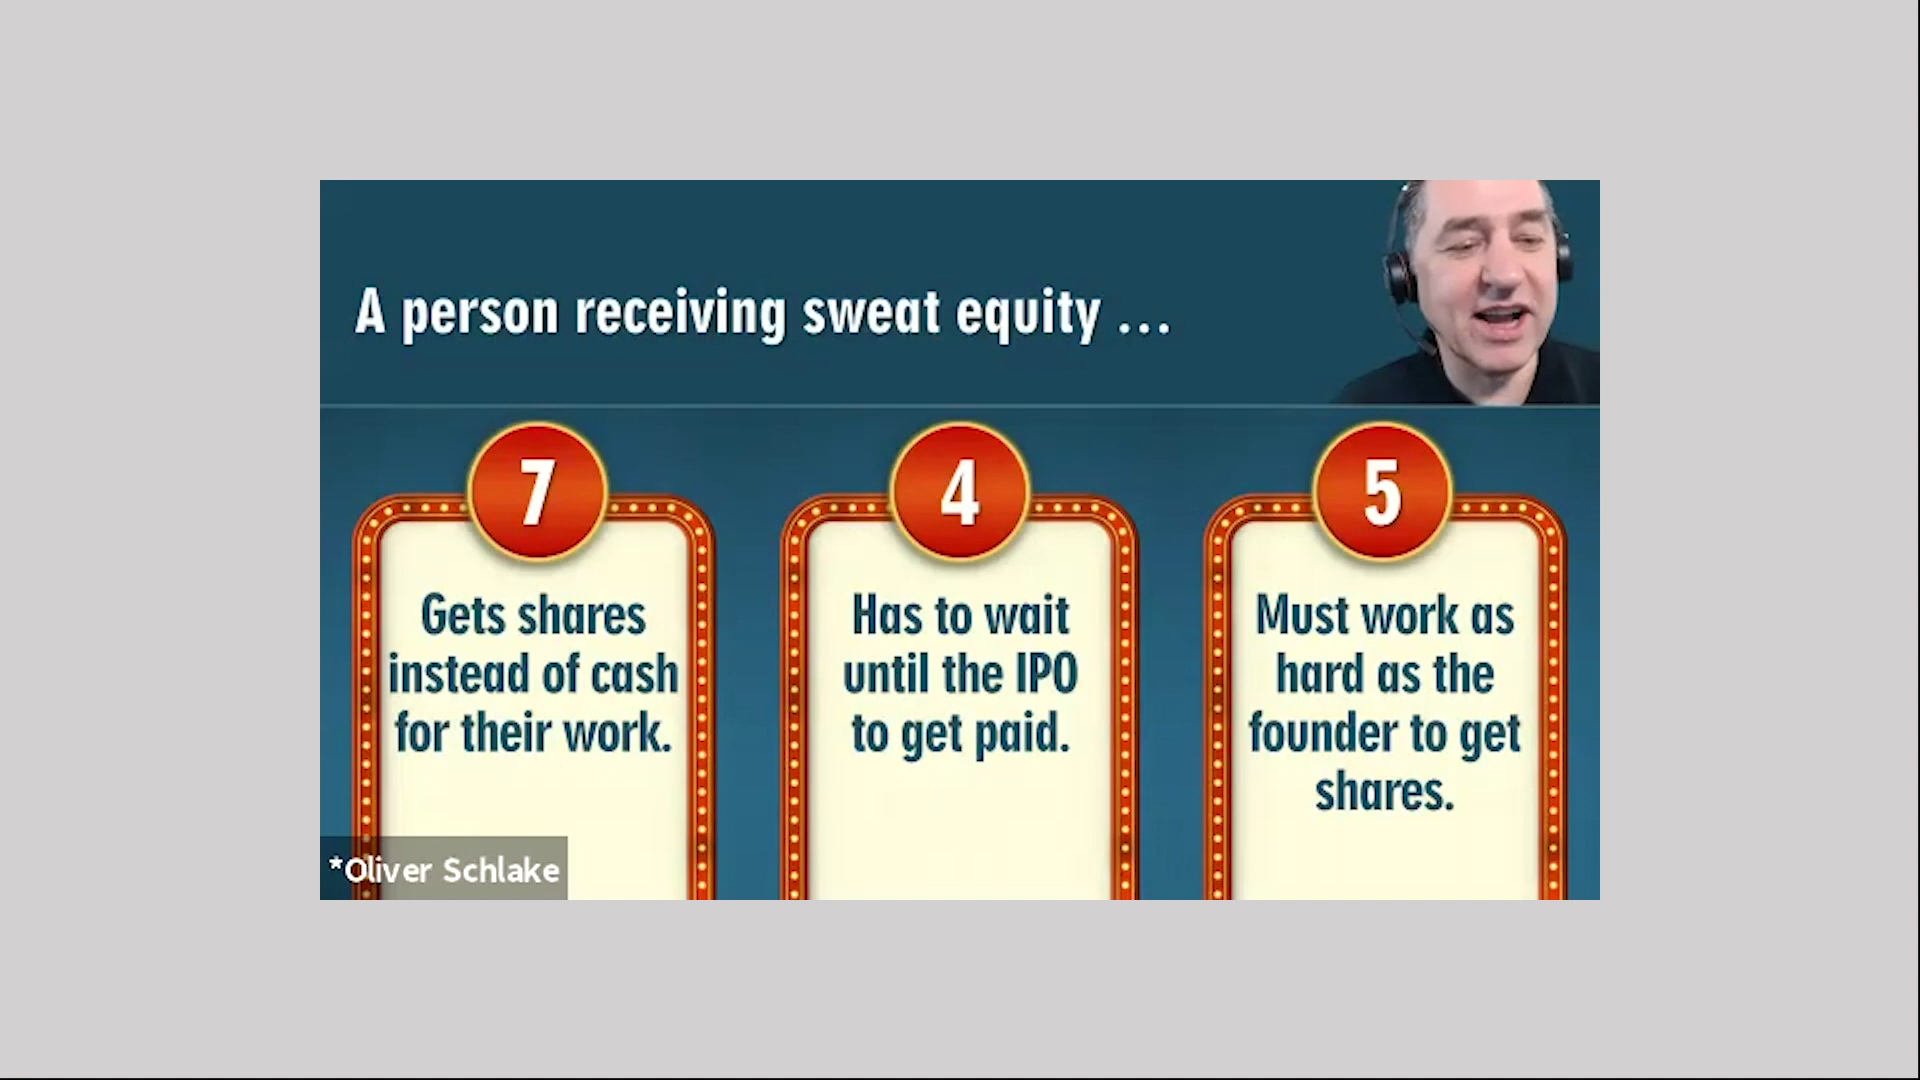 A person receiving sweat equity ...
7
Gets shares
instead of cash
for their work.
4
Has to wait
until the IPO
to get paid.
5
Must work as
hard as the
founder to get
shares.
*Oliver Schlake